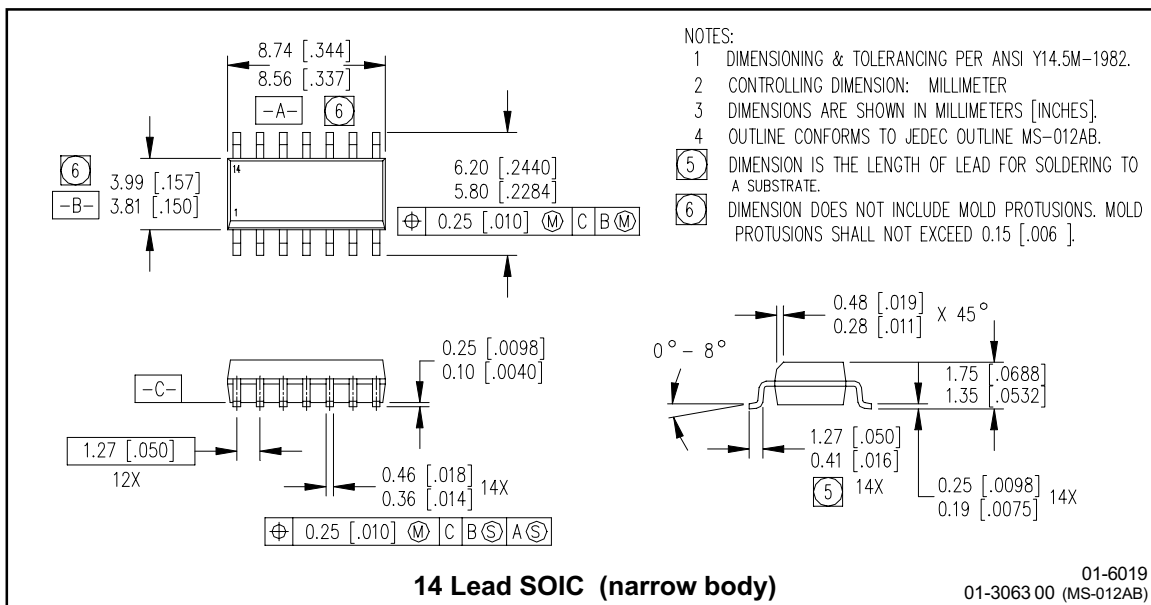 8.74 [.344]
8.56 [.337]
-A- 6
6
3.99 [.157]
3.81 [.150]
-B-
14
1
6.20 [.2440]
5.80 [.2284]
⌖ 0.25 [.010] Ⓜ C B Ⓜ
NOTES:
1 DIMENSIONING & TOLERANCING PER ANSI Y14.5M-1982.
2 CONTROLLING DIMENSION: MILLIMETER
3 DIMENSIONS ARE SHOWN IN MILLIMETERS [INCHES].
4 OUTLINE CONFORMS TO JEDEC OUTLINE MS-012AB.
5 DIMENSION IS THE LENGTH OF LEAD FOR SOLDERING TO
A SUBSTRATE.
6 DIMENSION DOES NOT INCLUDE MOLD PROTUSIONS. MOLD
PROTUSIONS SHALL NOT EXCEED 0.15 [.006 ].
-C-
0.25 [.0098]
0.10 [.0040]
1.27 [.050]
12X
0.46 [.018]
0.36 [.014] 14X
⌖ 0.25 [.010] Ⓜ C B Ⓢ A Ⓢ
0.48 [.019]
0.28 [.011] X 45°
0°-8°
1.75 [.0688]
1.35 [.0532]
1.27 [.050]
0.41 [.016]
5 14X
0.25 [.0098]
0.19 [.0075] 14X
14 Lead SOIC (narrow body)
01-6019
01-3063 00 (MS-012AB)